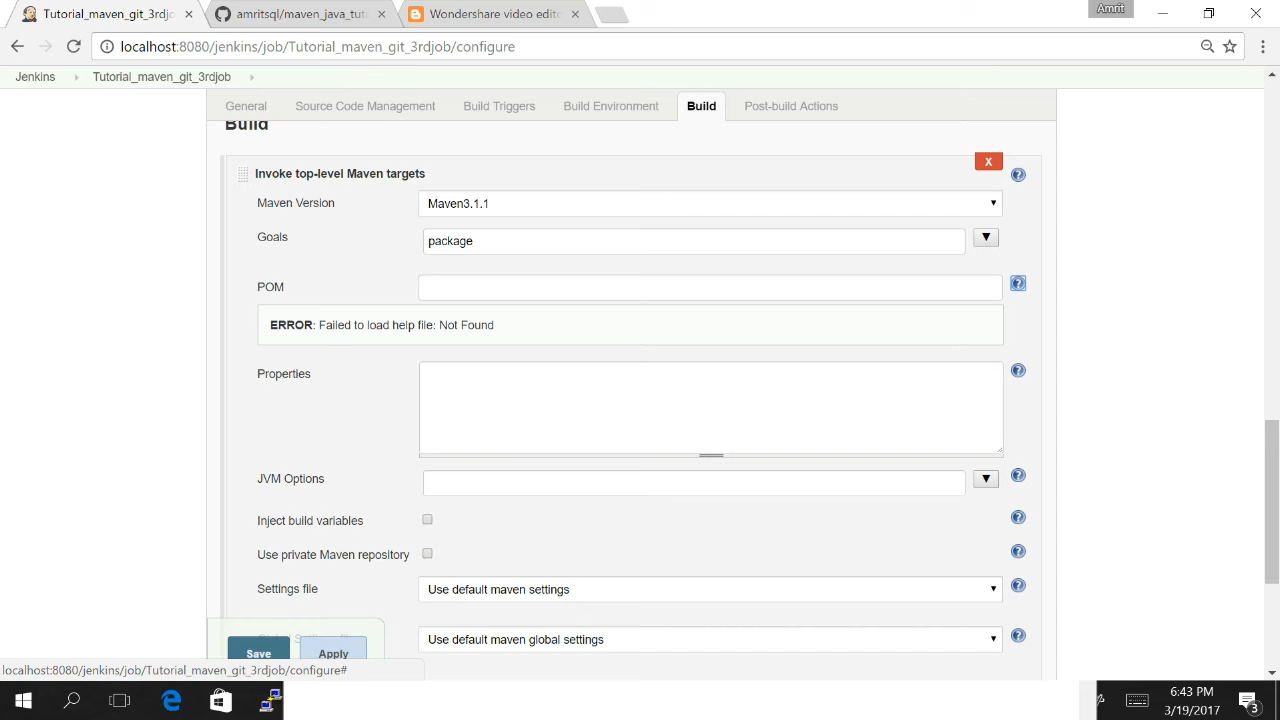 Tutorial_maven_git_3rdjo
amritsql/maven_java_tuto
Wondershare video editor
Amrit
localhost:8080/jenkins/job/Tutorial_maven_git_3rdjob/configure
Jenkins
Tutorial_maven_git_3rdjob
General
Source Code Management
Build Triggers
Build Environment
Build
Post-build Actions
Build
Invoke top-level Maven targets
X
Maven Version
Maven3.1.1
Goals
package
POM
ERROR: Failed to load help file: Not Found
Properties
JVM Options
Inject build variables
Use private Maven repository
Settings file
Use default maven settings
Use default maven global settings
Save
Apply
localhost:8080/jenkins/job/Tutorial_maven_git_3rdjob/configure#
6:43 PM
3/19/2017
3